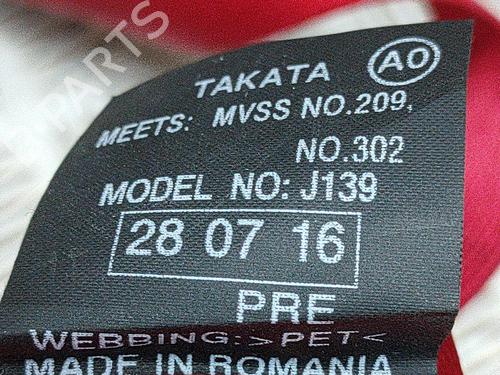 PARTS
TAKATA A0
MEETS: MVSS NO.209,
NO.302
MODEL NO: J139
28 07 16
PRE
WEBBING:>PET<
MADE IN ROMANIA